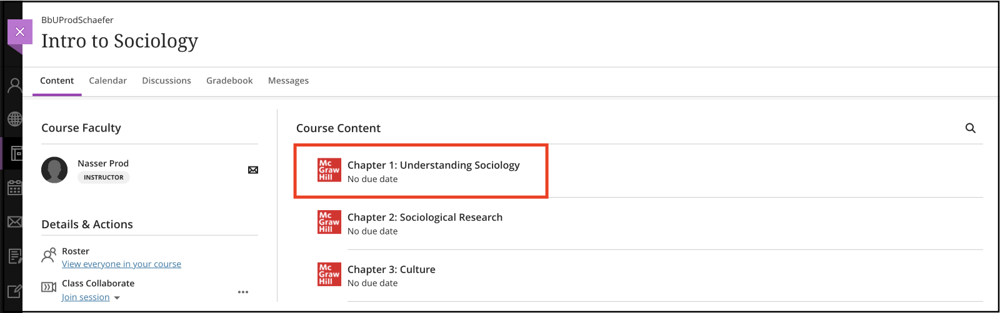 BbUProdSchaefer
Intro to Sociology
Content Calendar Discussions Gradebook Messages
Course Faculty
Nasser Prod
INSTRUCTOR
Details & Actions
Roster
View everyone in your course
Class Collaborate
Join session
Course Content
Mc
Graw
Hill
Chapter 1: Understanding Sociology
No due date
Mc
Graw
Hill
Chapter 2: Sociological Research
No due date
Mc
Graw
Hill
Chapter 3: Culture
No due date